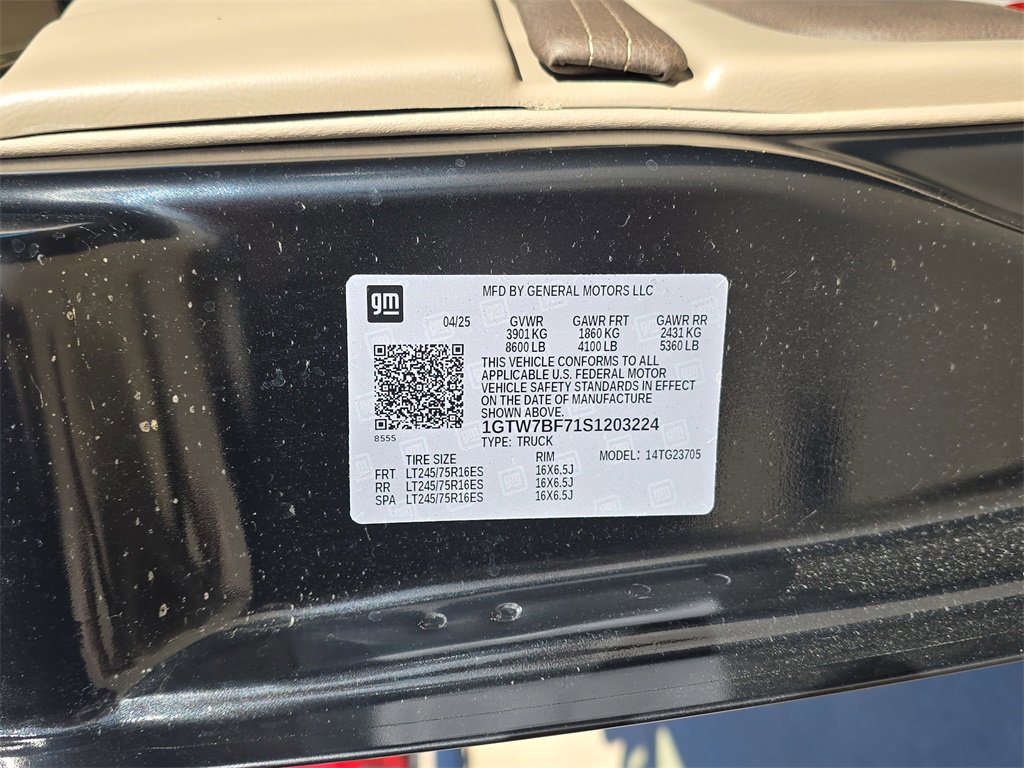 gm
MFD BY GENERAL MOTORS LLC
04/25 GVWR GAWR FRT GAWR RR
3901 KG 1860 KG 2431 KG
8600 LB 4100 LB 5360 LB
THIS VEHICLE CONFORMS TO ALL
APPLICABLE U.S. FEDERAL MOTOR
VEHICLE SAFETY STANDARDS IN EFFECT
ON THE DATE OF MANUFACTURE
SHOWN ABOVE.
1GTW7BF71S1203224
8555
TYPE: TRUCK
TIRE SIZE RIM MODEL: 14TG23705
FRT LT245/75R16ES 16X6.5J
RR LT245/75R16ES 16X6.5J
SPA LT245/75R16ES 16X6.5J